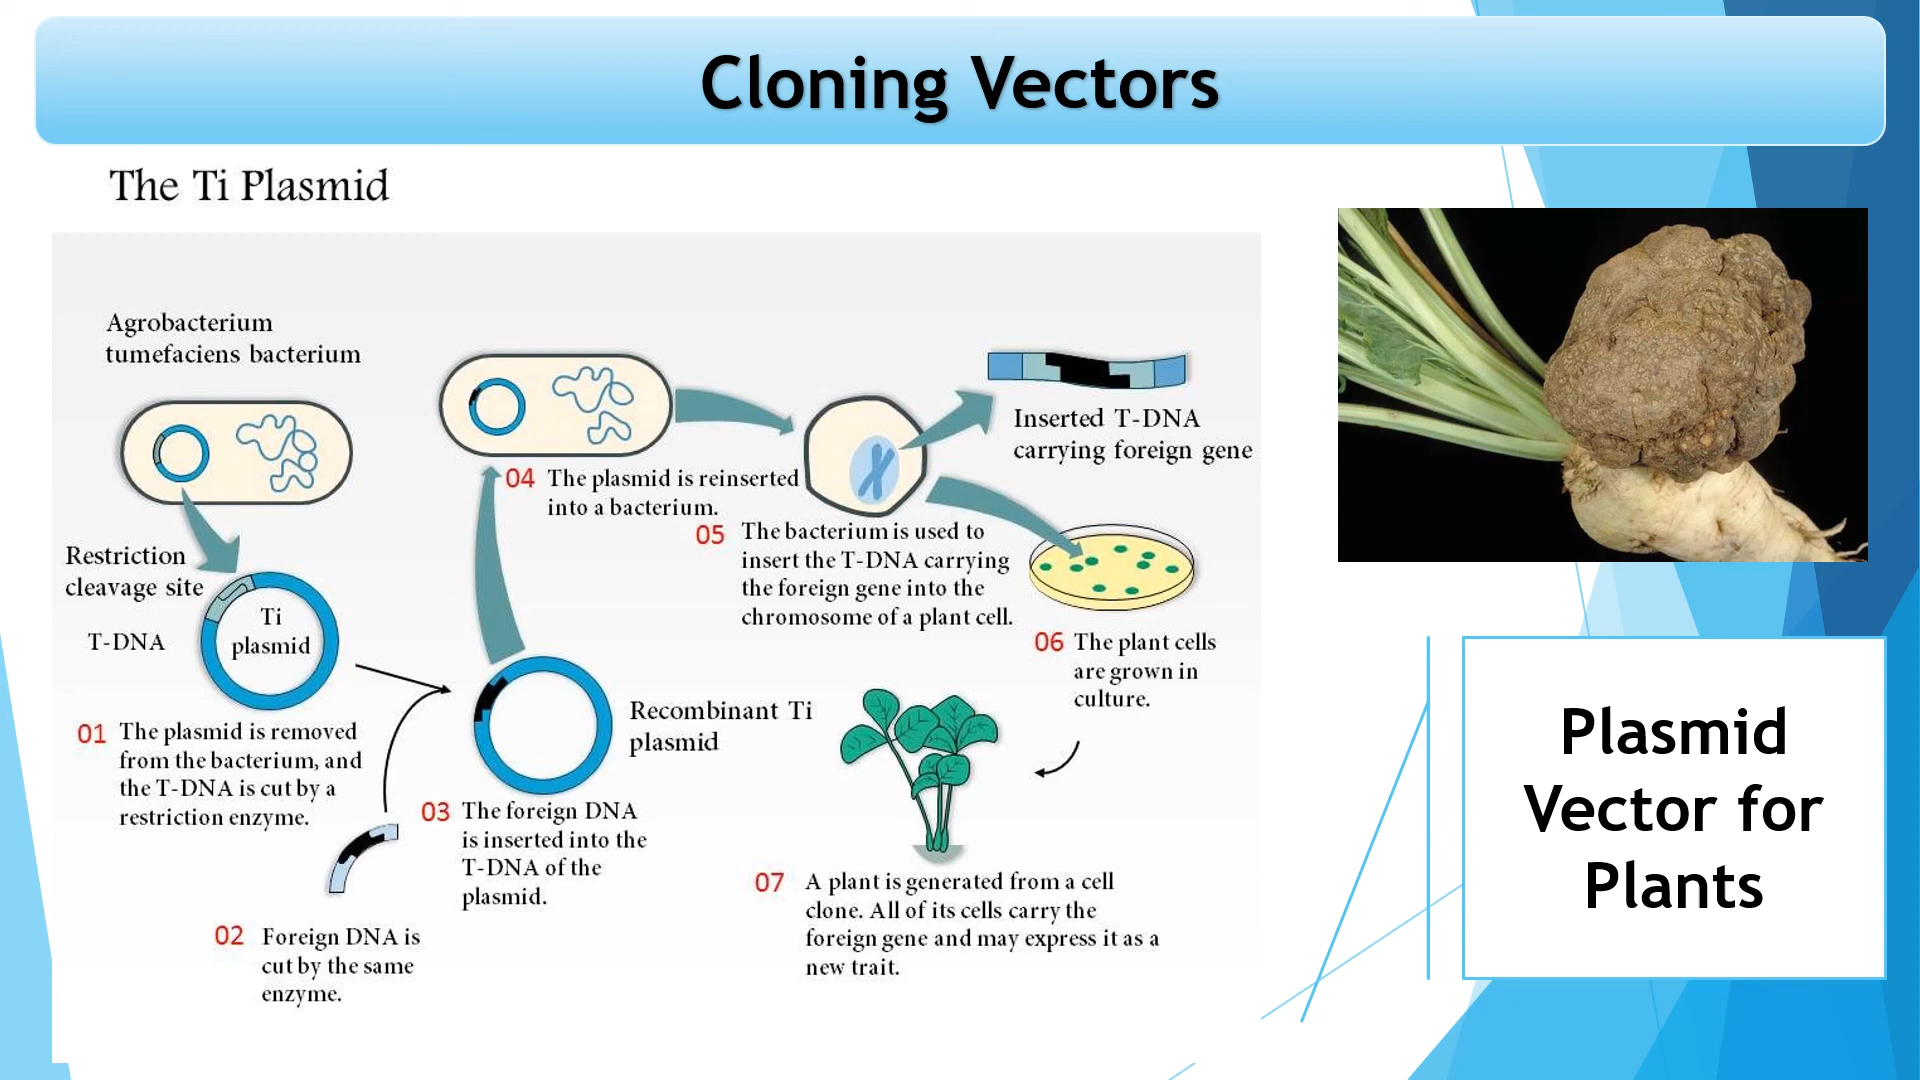 Cloning Vectors
The Ti Plasmid
Agrobacterium
tumefaciens bacterium
Restriction
cleavage site
T-DNA
Ti
plasmid
01 The plasmid is removed
from the bacterium, and
the T-DNA is cut by a
restriction enzyme.
02 Foreign DNA is
cut by the same
enzyme.
03 The foreign DNA
is inserted into the
T-DNA of the
plasmid.
Recombinant Ti
plasmid
04 The plasmid is reinserted
into a bacterium.
05 The bacterium is used to
insert the T-DNA carrying
the foreign gene into the
chromosome of a plant cell.
Inserted T-DNA
carrying foreign gene
06 The plant cells
are grown in
culture.
07 A plant is generated from a cell
clone. All of its cells carry the
foreign gene and may express it as a
new trait.
Plasmid
Vector for
Plants